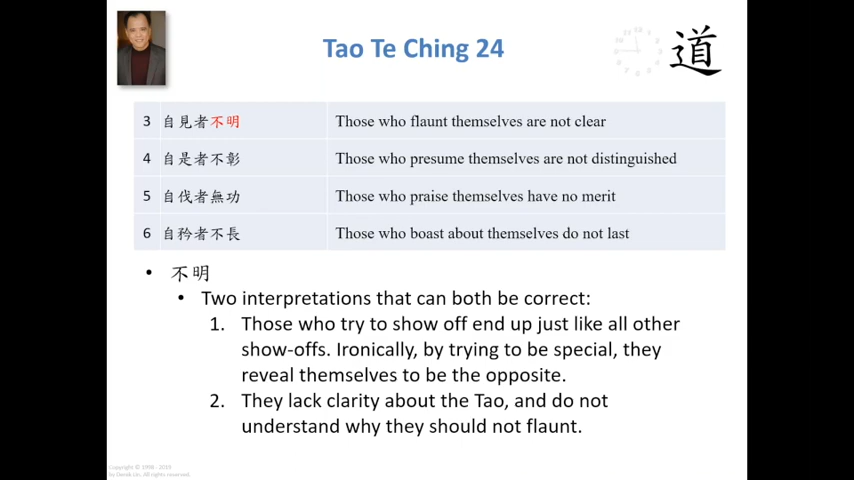 Tao Te Ching 24
道
3 自見者不明 Those who flaunt themselves are not clear
4 自是者不彰 Those who presume themselves are not distinguished
5 自伐者無功 Those who praise themselves have no merit
6 自矜者不長 Those who boast about themselves do not last
• 不明
• Two interpretations that can both be correct:
1. Those who try to show off end up just like all other
show-offs. Ironically, by trying to be special, they
reveal themselves to be the opposite.
2. They lack clarity about the Tao, and do not
understand why they should not flaunt.
Copyright © 1998 - 2019
by Derek Lin. All rights reserved.